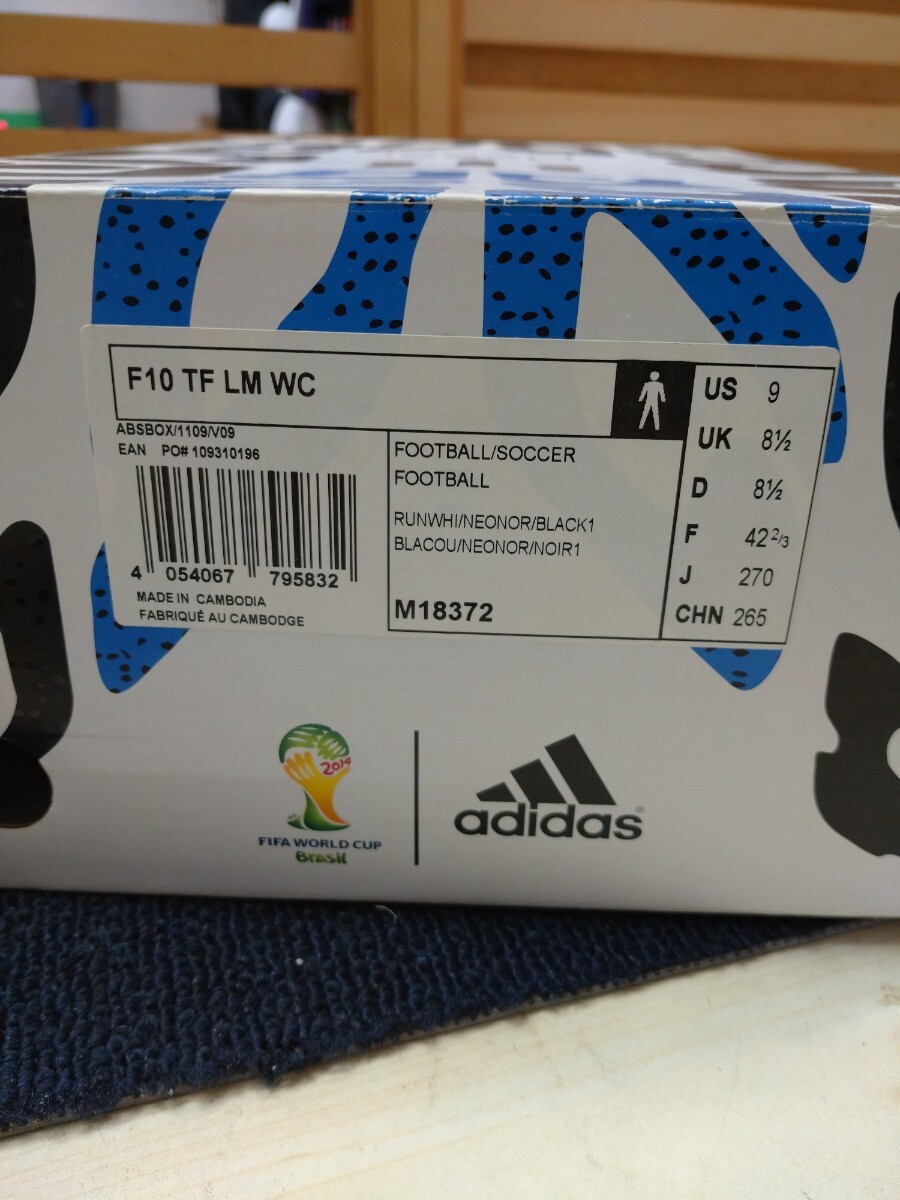 F10 TF LM WC
ABSBOX/1109/V09
EAN PO# 109310196
4 054067 795832
MADE IN CAMBODIA
FABRIQUÉ AU CAMBODGE
FOOTBALL/SOCCER
FOOTBALL
RUNWHI/NEONOR/BLACK1
BLACOU/NEONOR/NOIR1
M18372
US 9
UK 8½
D 8½
F 42 2/3
J 270
CHN 265
2014
FIFA WORLD CUP
Brasil
adidas®